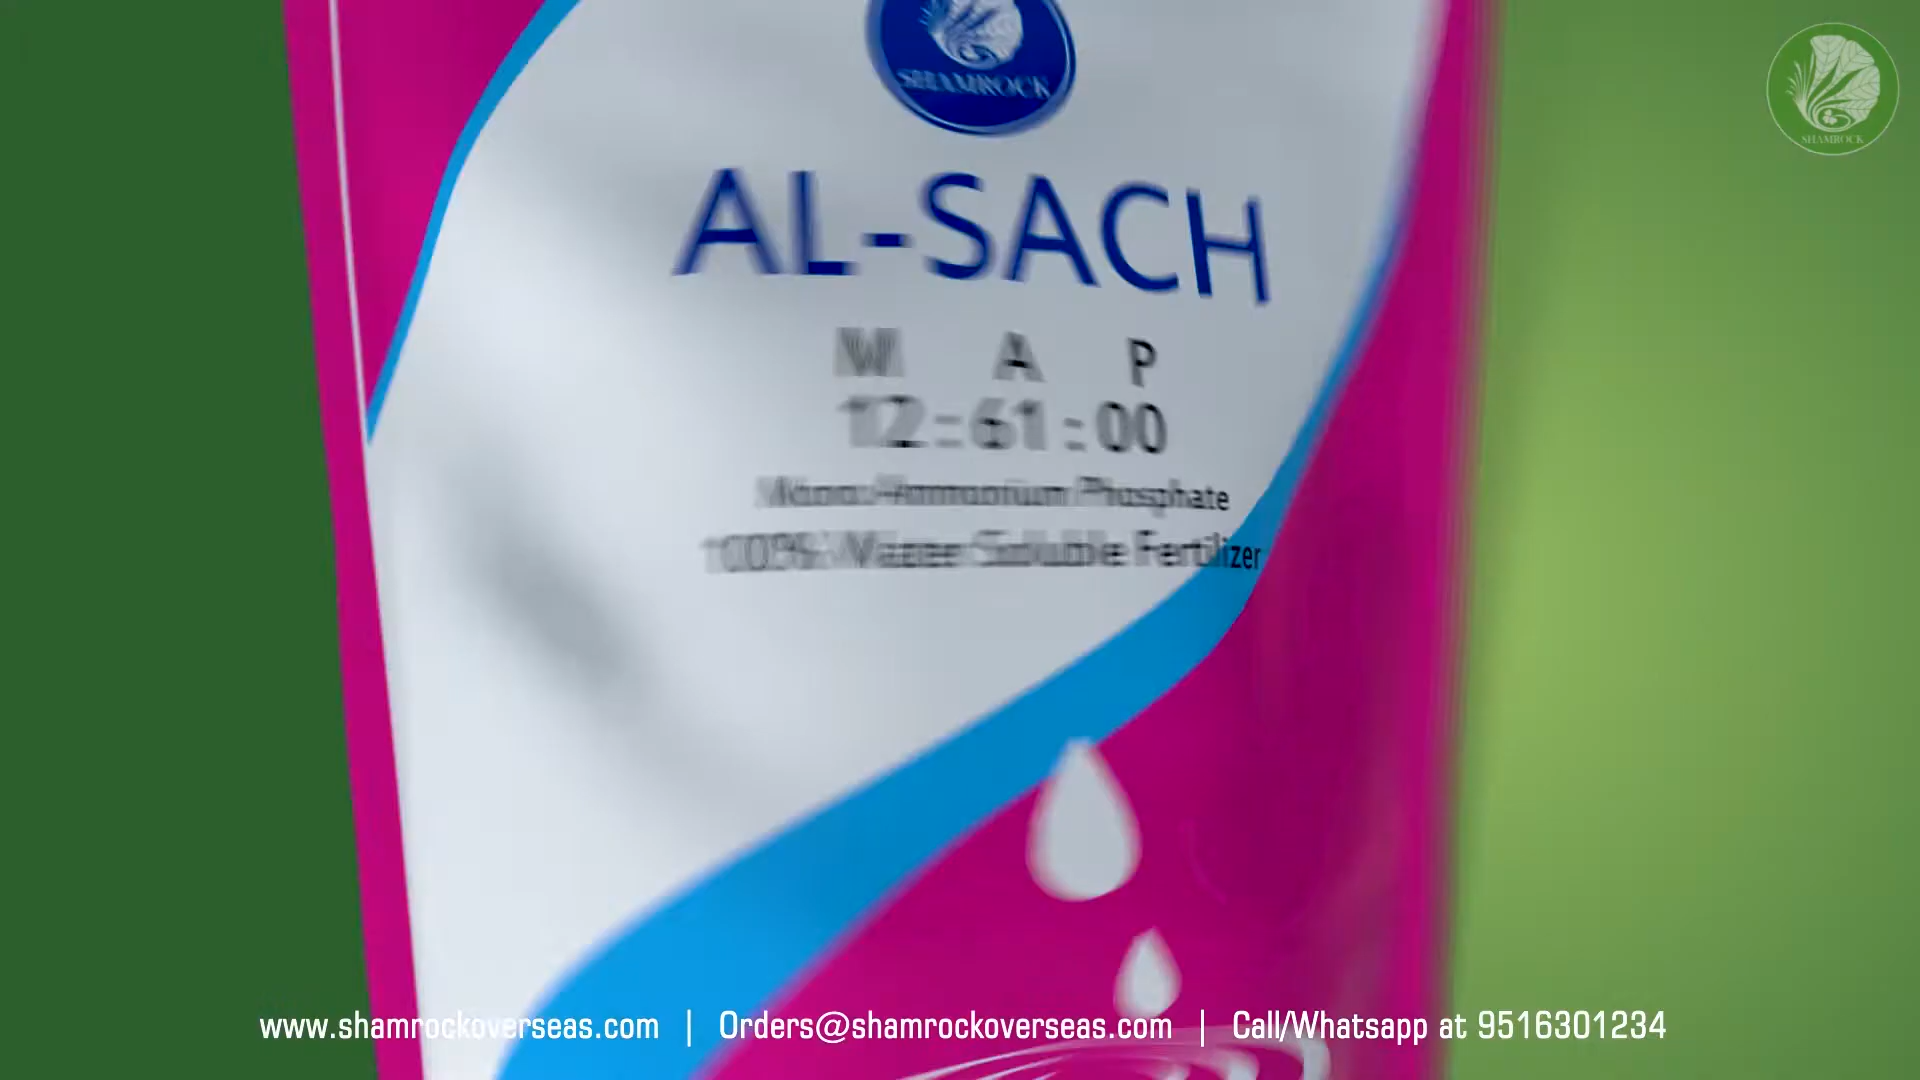 SHAMROCK
SHAMROCK
AL-SACH
M A P
12:61:00
Mono Ammonium Phosphate
100% Water Soluble Fertilizer
www.shamrockoverseas.com | Orders@shamrockoverseas.com | Call/Whatsapp at 9516301234